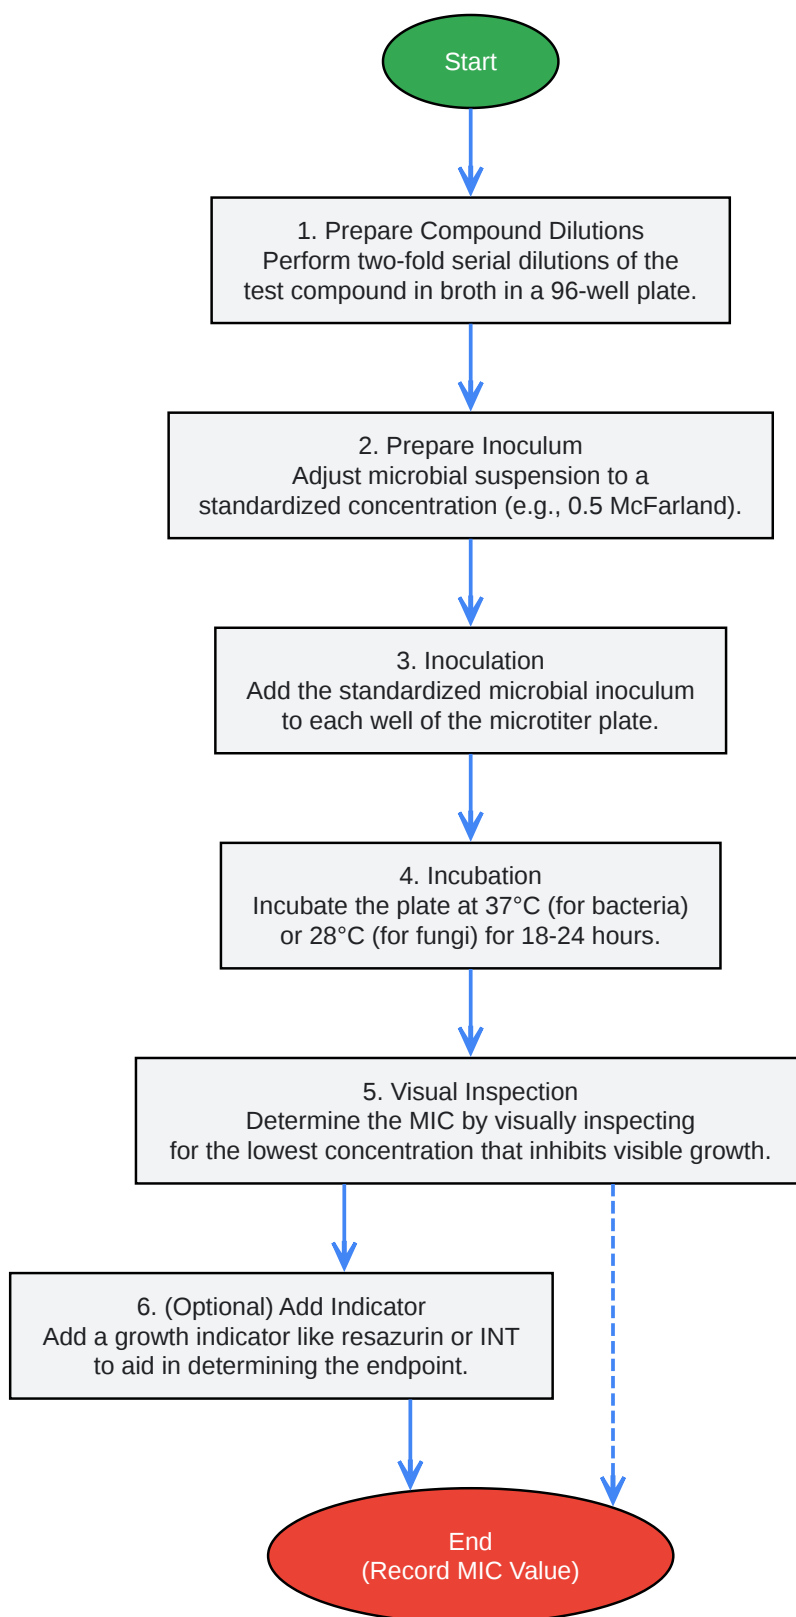 Start
1. Prepare Compound Dilutions
Perform two-fold serial dilutions of the
test compound in broth in a 96-well plate.
2. Prepare Inoculum
Adjust microbial suspension to a
standardized concentration (e.g., 0.5 McFarland).
3. Inoculation
Add the standardized microbial inoculum
to each well of the microtiter plate.
4. Incubation
Incubate the plate at 37°C (for bacteria)
or 28°C (for fungi) for 18-24 hours.
5. Visual Inspection
Determine the MIC by visually inspecting
for the lowest concentration that inhibits visible growth.
6. (Optional) Add Indicator
Add a growth indicator like resazurin or INT
to aid in determining the endpoint.
End
(Record MIC Value)